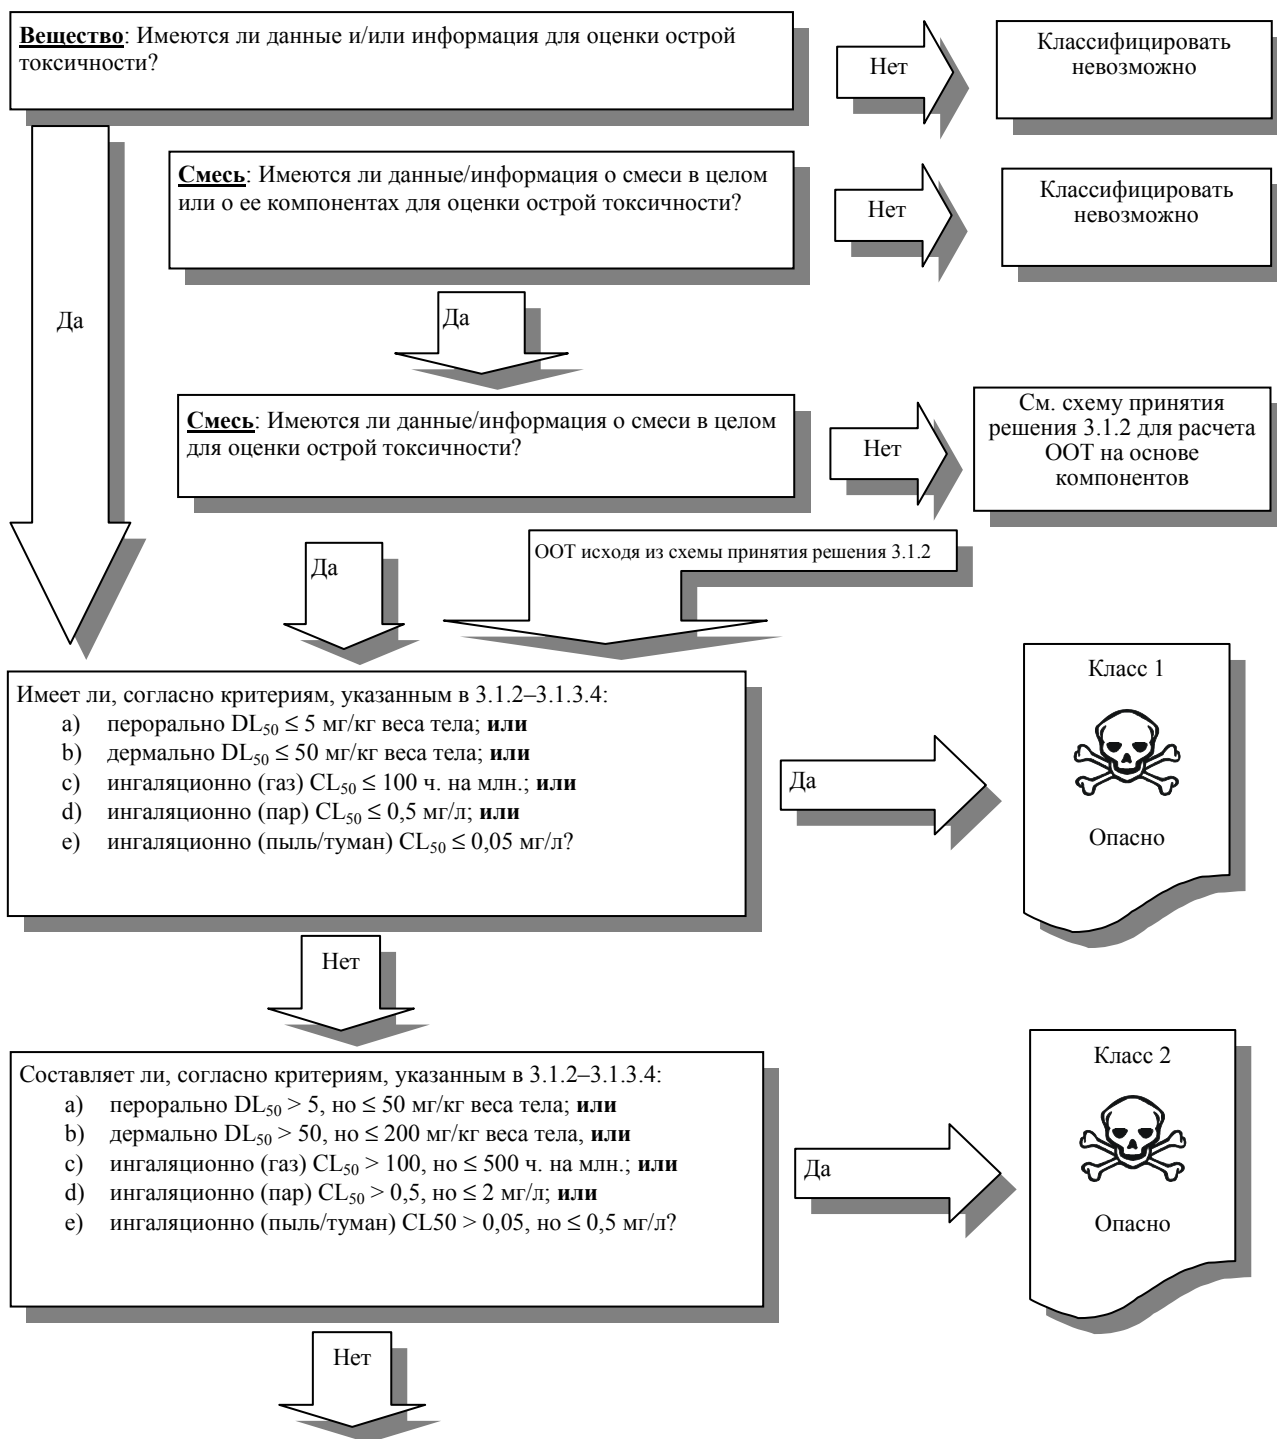 Вещество: Имеются ли данные и/или информация для оценки острой
токсичности?
Нет
Классифицировать
невозможно
Смесь: Имеются ли данные/информация о смеси в целом
или о ее компонентах для оценки острой токсичности?
Нет
Классифицировать
невозможно
Да
Да
Смесь: Имеются ли данные/информация о смеси в целом
для оценки острой токсичности?
Нет
См. схему принятия
решения 3.1.2 для расчета
ООТ на основе
компонентов
Да
ООТ исходя из схемы принятия решения 3.1.2
Имеет ли, согласно критериям, указанным в 3.1.2–3.1.3.4:
a) перорально DL50 ≤ 5 мг/кг веса тела; или
b) дермально DL50 ≤ 50 мг/кг веса тела; или
c) ингаляционно (газ) CL50 ≤ 100 ч. на млн.; или
d) ингаляционно (пар) CL50 ≤ 0,5 мг/л; или
e) ингаляционно (пыль/туман) CL50 ≤ 0,05 мг/л?
Да
Класс 1
Опасно
Нет
Составляет ли, согласно критериям, указанным в 3.1.2–3.1.3.4:
a) перорально DL50 > 5, но ≤ 50 мг/кг веса тела; или
b) дермально DL50 > 50, но ≤ 200 мг/кг веса тела, или
c) ингаляционно (газ) CL50 > 100, но ≤ 500 ч. на млн.; или
d) ингаляционно (пар) CL50 > 0,5, но ≤ 2 мг/л; или
e) ингаляционно (пыль/туман) CL50 > 0,05, но ≤ 0,5 мг/л?
Да
Класс 2
Опасно
Нет